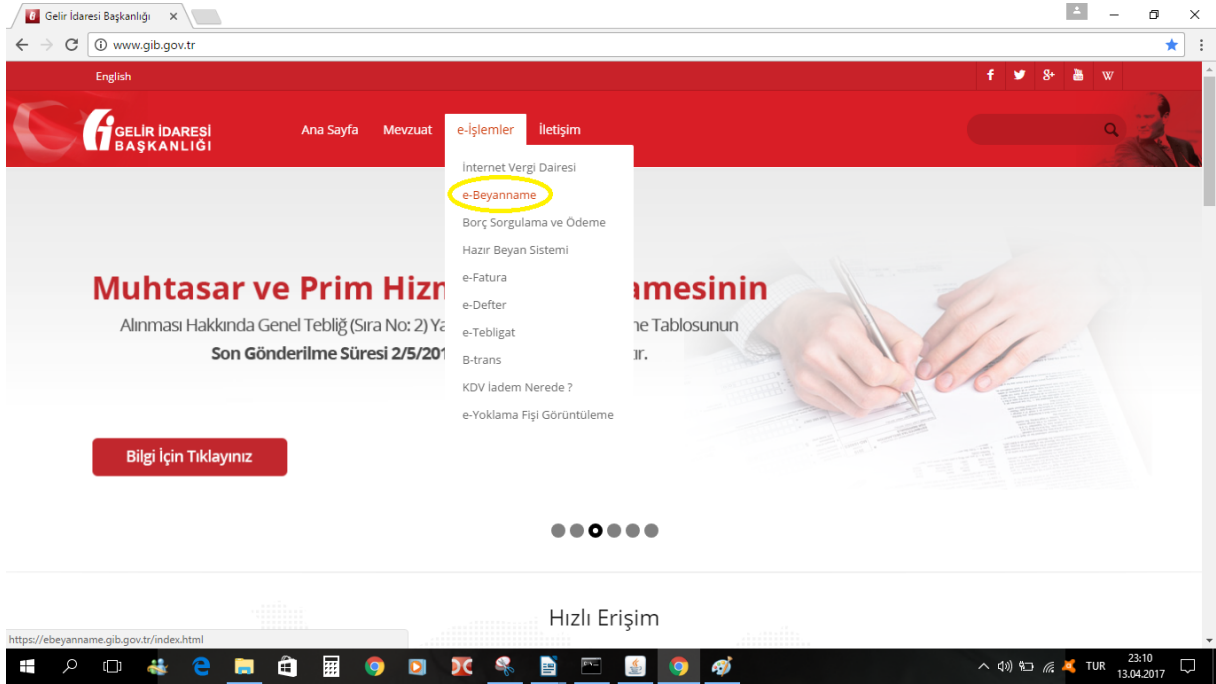 Gelir İdaresi Başkanlığı
www.gib.gov.tr
English
GELİR İDARESİ
BAŞKANLIĞI
Ana Sayfa Mevzuat e-İşlemler İletişim
İnternet Vergi Dairesi
e-Beyanname
Borç Sorgulama ve Ödeme
Hazır Beyan Sistemi
e-Fatura
e-Defter
e-Tebligat
B-trans
KDV İadem Nerede ?
e-Yoklama Fişi Görüntüleme
Muhtasar ve Prim Hizm amesinin
Alınması Hakkında Genel Tebliğ (Sıra No: 2) Ya ne Tablosunun
Son Gönderilme Süresi 2/5/201 ır.
Bilgi İçin Tıklayınız
Hızlı Erişim
https://ebeyanname.gib.gov.tr/index.html
TUR
23:10
13.04.2017